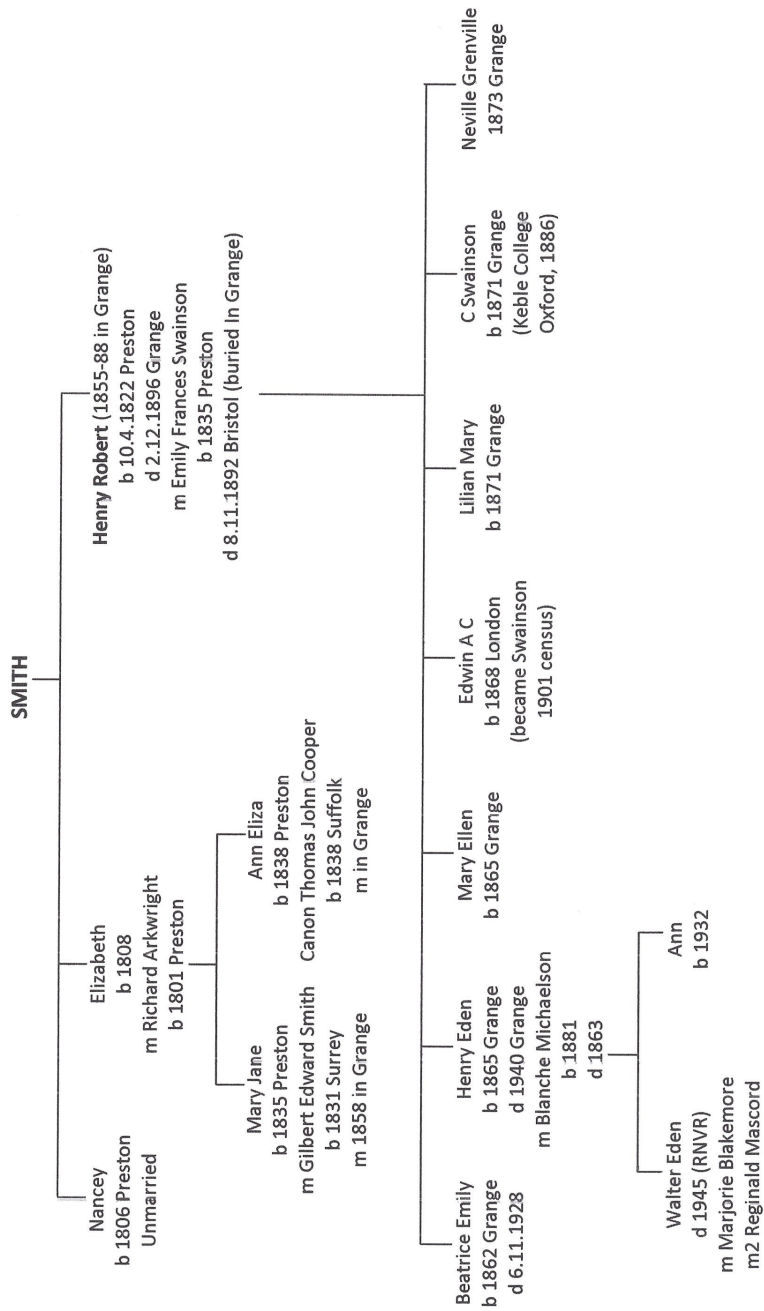 SMITH
Nancey
b 1806 Preston
Unmarried
Elizabeth
b 1808
m Richard Arkwright
b 1801 Preston
Henry Robert (1855-88 in Grange)
b 10.4.1822 Preston
d 2.12.1896 Grange
m Emily Frances Swainson
b 1835 Preston
d 8.11.1892 Bristol (buried In Grange)
Mary Jane
b 1835 Preston
m Gilbert Edward Smith
b 1831 Surrey
m 1858 in Grange
Ann Eliza
b 1838 Preston
Canon Thomas John Cooper
b 1838 Suffolk
m in Grange
Beatrice Emily
b 1862 Grange
d 6.11.1928
Henry Eden
b 1865 Grange
d 1940 Grange
m Blanche Michaelson
b 1881
d 1863
Mary Ellen
b 1865 Grange
Edwin A C
b 1868 London
(became Swainson
1901 census)
Lilian Mary
b 1871 Grange
C Swainson
b 1871 Grange
(Keble College
Oxford, 1886)
Neville Grenville
1873 Grange
Walter Eden
d 1945 (RNVR)
m Marjorie Blakemore
m2 Reginald Mascord
Ann
b 1932